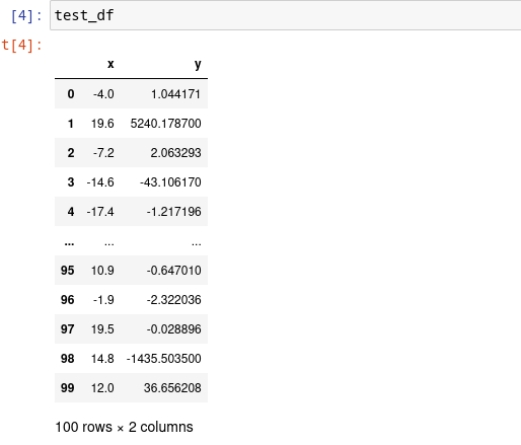 [4]: test_df
t[4]:
x y
0 -4.0 1.044171
1 19.6 5240.178700
2 -7.2 2.063293
3 -14.6 -43.106170
4 -17.4 -1.217196
... ... ...
95 10.9 -0.647010
96 -1.9 -2.322036
97 19.5 -0.028896
98 14.8 -1435.503500
99 12.0 36.656208
100 rows × 2 columns